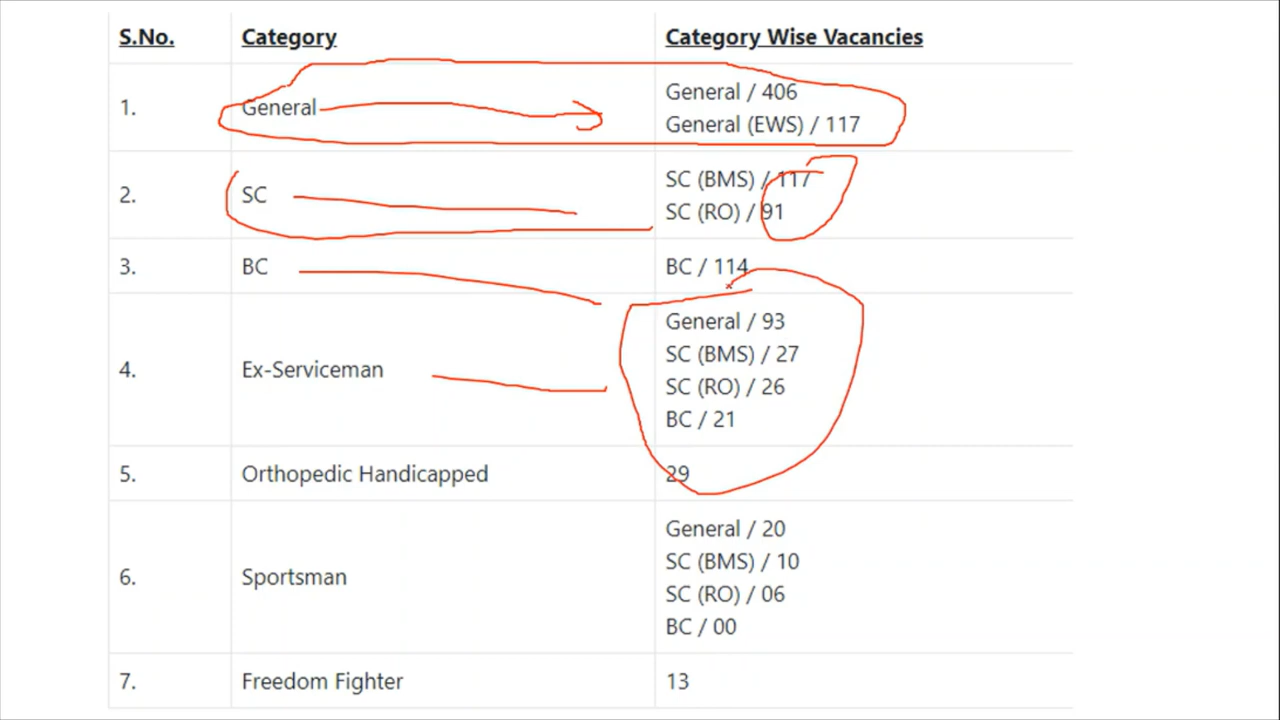 S.No. Category Category Wise Vacancies
1. General General / 406
General (EWS) / 117
2. SC SC (BMS) / 117
SC (RO) / 91
3. BC BC / 114
4. Ex-Serviceman General / 93
SC (BMS) / 27
SC (RO) / 26
BC / 21
5. Orthopedic Handicapped 29
6. Sportsman General / 20
SC (BMS) / 10
SC (RO) / 06
BC / 00
7. Freedom Fighter 13